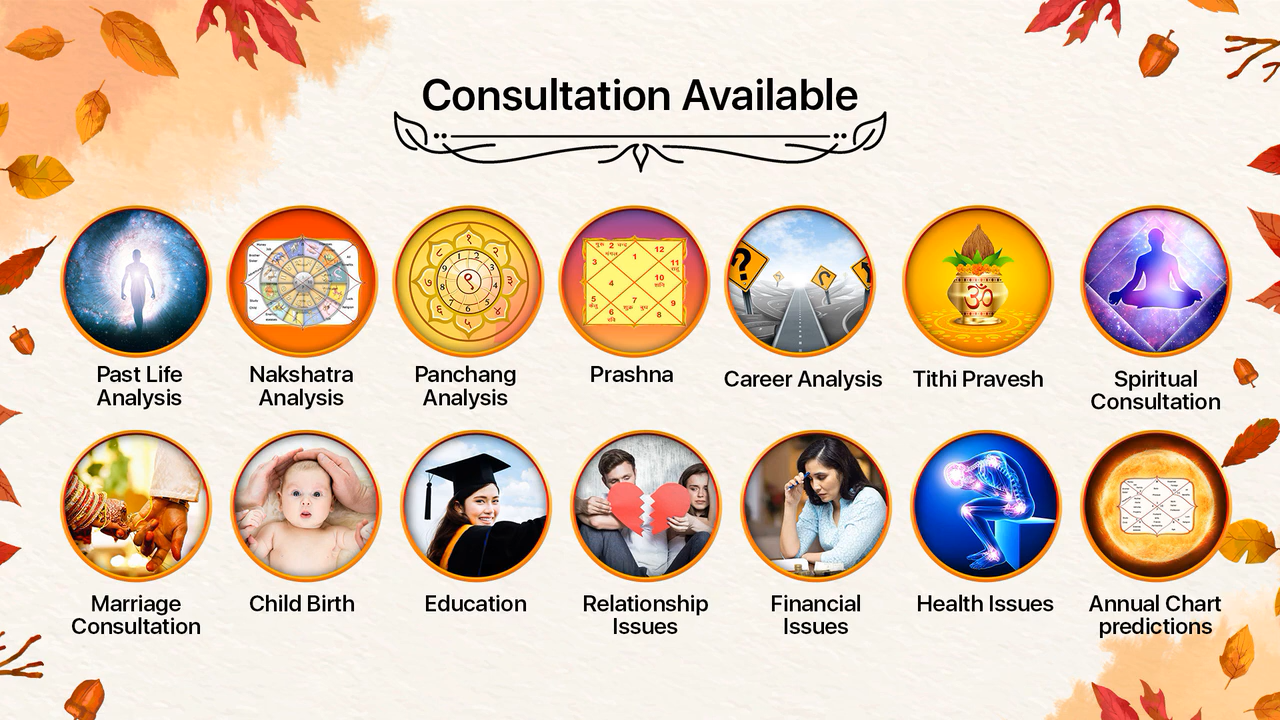 Consultation Available
Past Life
Analysis
Nakshatra
Analysis
Panchang
Analysis
Prashna
Career Analysis
Tithi Pravesh
Spiritual
Consultation
Marriage
Consultation
Child Birth
Education
Relationship
Issues
Financial
Issues
Health Issues
Annual Chart
predictions